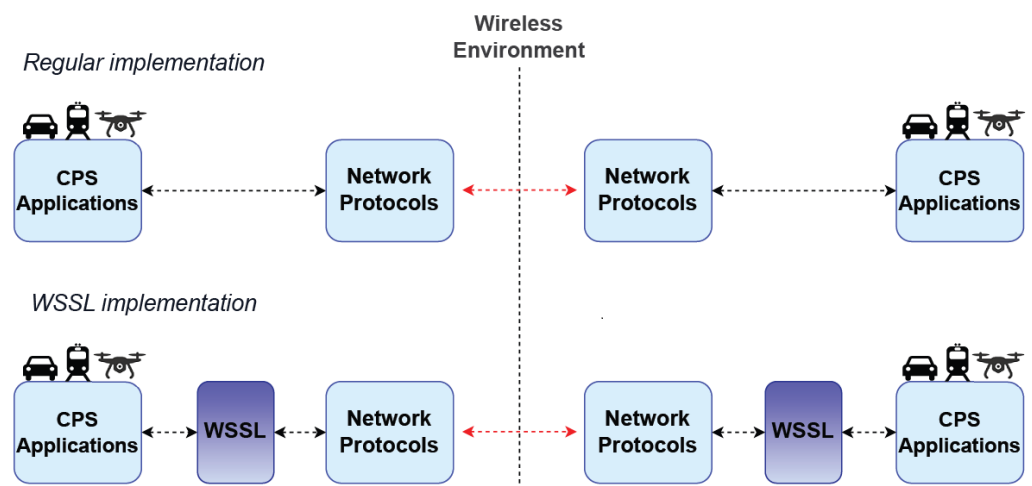 Wireless
Environment
Regular implementation
CPS
Applications
Network
Protocols
Network
Protocols
CPS
Applications
WSSL implementation
CPS
Applications
WSSL
Network
Protocols
Network
Protocols
WSSL
CPS
Applications